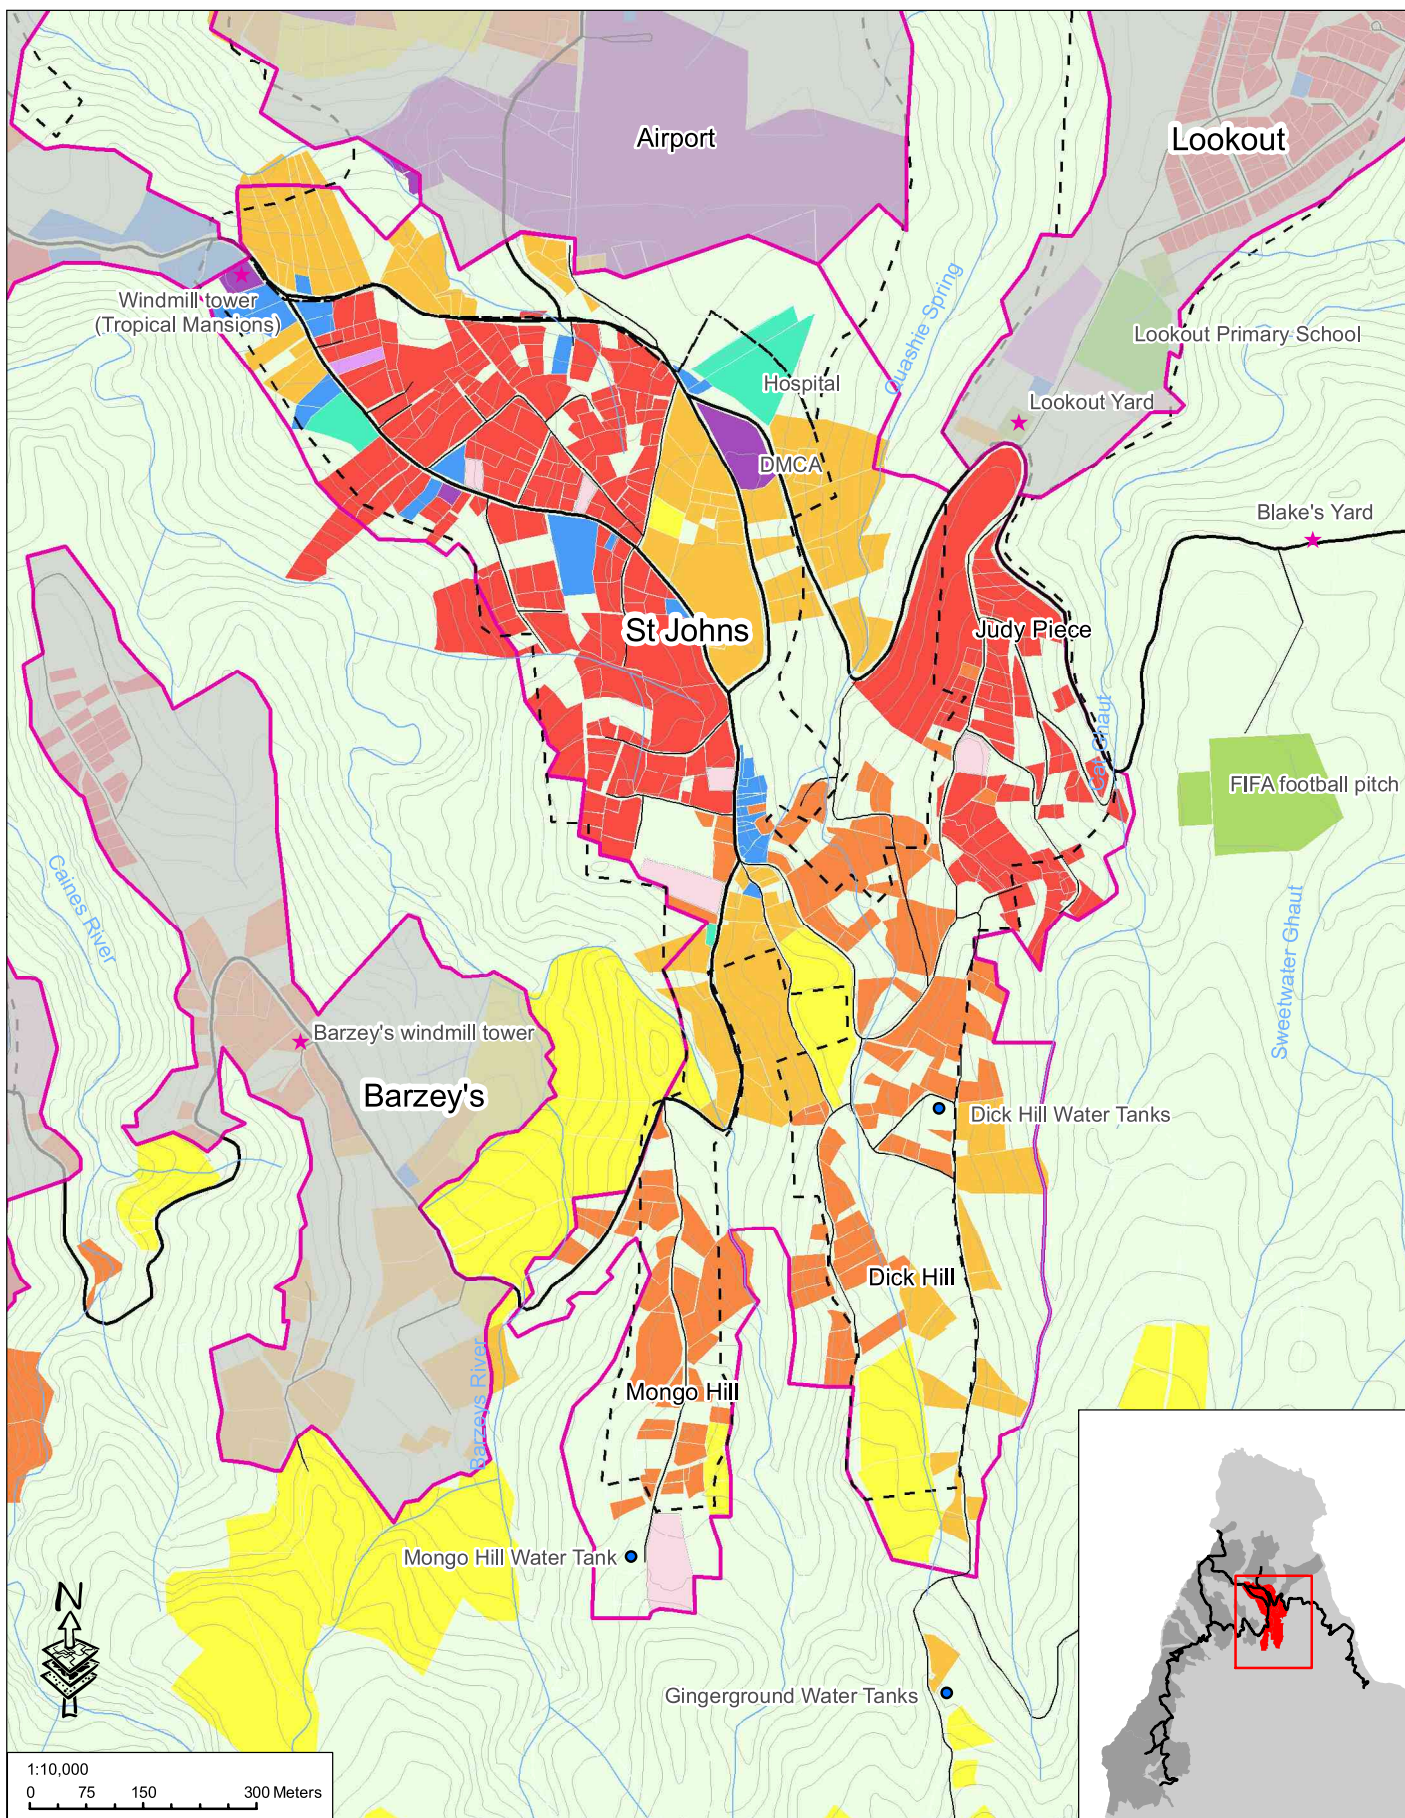 Airport
Lookout
Windmill tower
(Tropical Mansions)
Quashie Spring
Lookout Primary School
Hospital
Lookout Yard
DMCA
Blake's Yard
St Johns
Judy Piece
Car Ghaut
FIFA football pitch
Caines River
Sweetwater Ghaut
Barzey's windmill tower
Barzey's
Dick Hill Water Tanks
Dick Hill
Mongo Hill
Barzeys River
Mongo Hill Water Tank
N
Gingerground Water Tanks
1:10,000
0 75 150 300 Meters